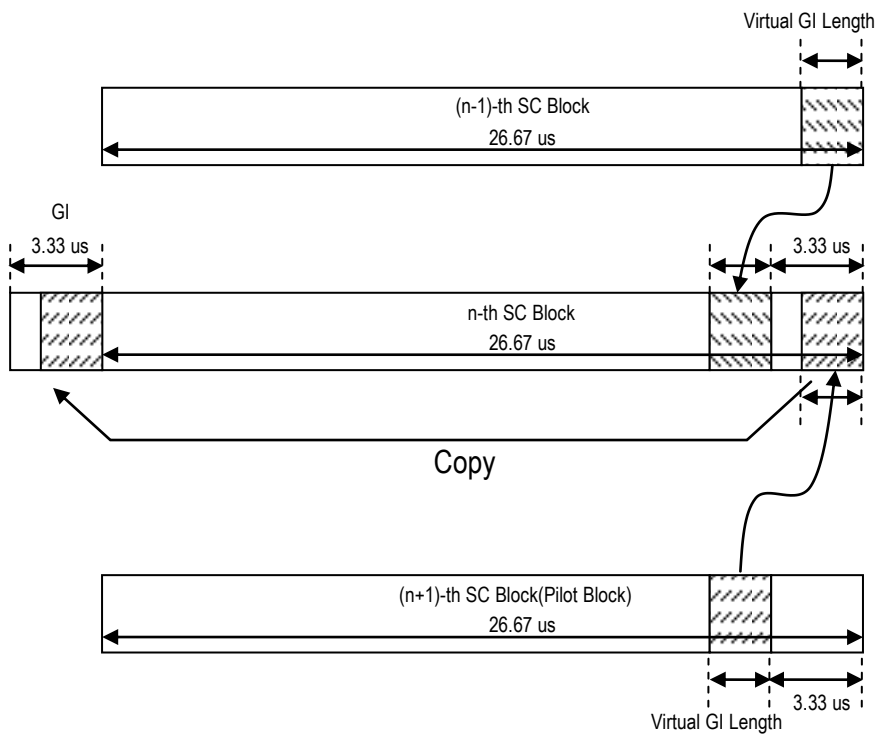 Virtual GI Length
(n-1)-th SC Block
26.67 us
GI
3.33 us
3.33 us
n-th SC Block
26.67 us
Copy
(n+1)-th SC Block(Pilot Block)
26.67 us
3.33 us
Virtual GI Length